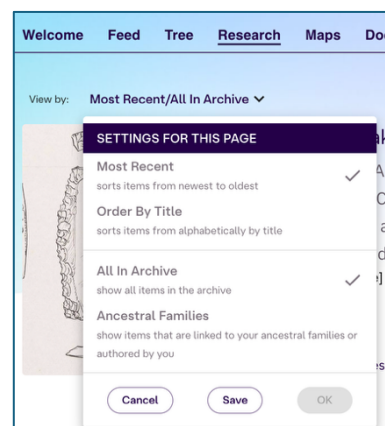 Welcome Feed Tree Research Maps
View by: Most Recent/All In Archive
SETTINGS FOR THIS PAGE
Most Recent
sorts items from newest to oldest
Order By Title
sorts items from alphabetically by title
All In Archive
show all items in the archive
Ancestral Families
show items that are linked to your ancestral families or
authored by you
Cancel Save OK